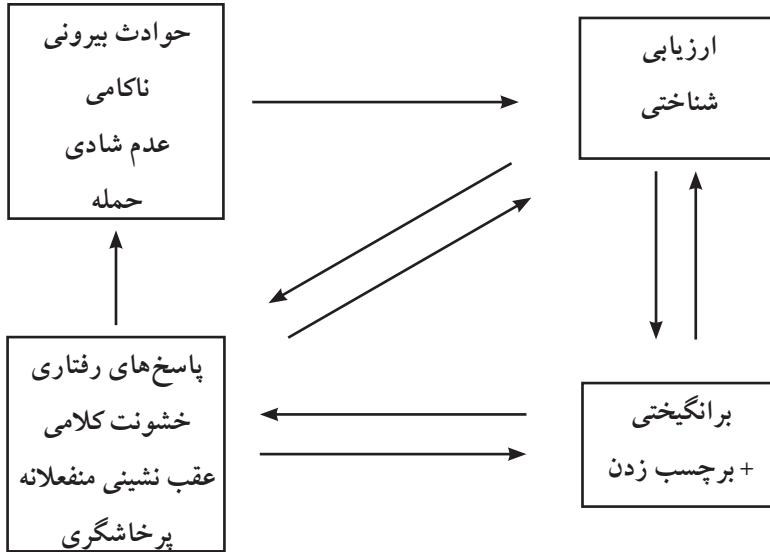 حوادث بیرونی
ناکامی
عدم شادی
حمله
ارزیابی
شناختی
پاسخ‌های رفتاری
خشونت کلامی
عقب نشینی منفعلانه
پرخاشگری
برانگیختی
+ برچسب زدن